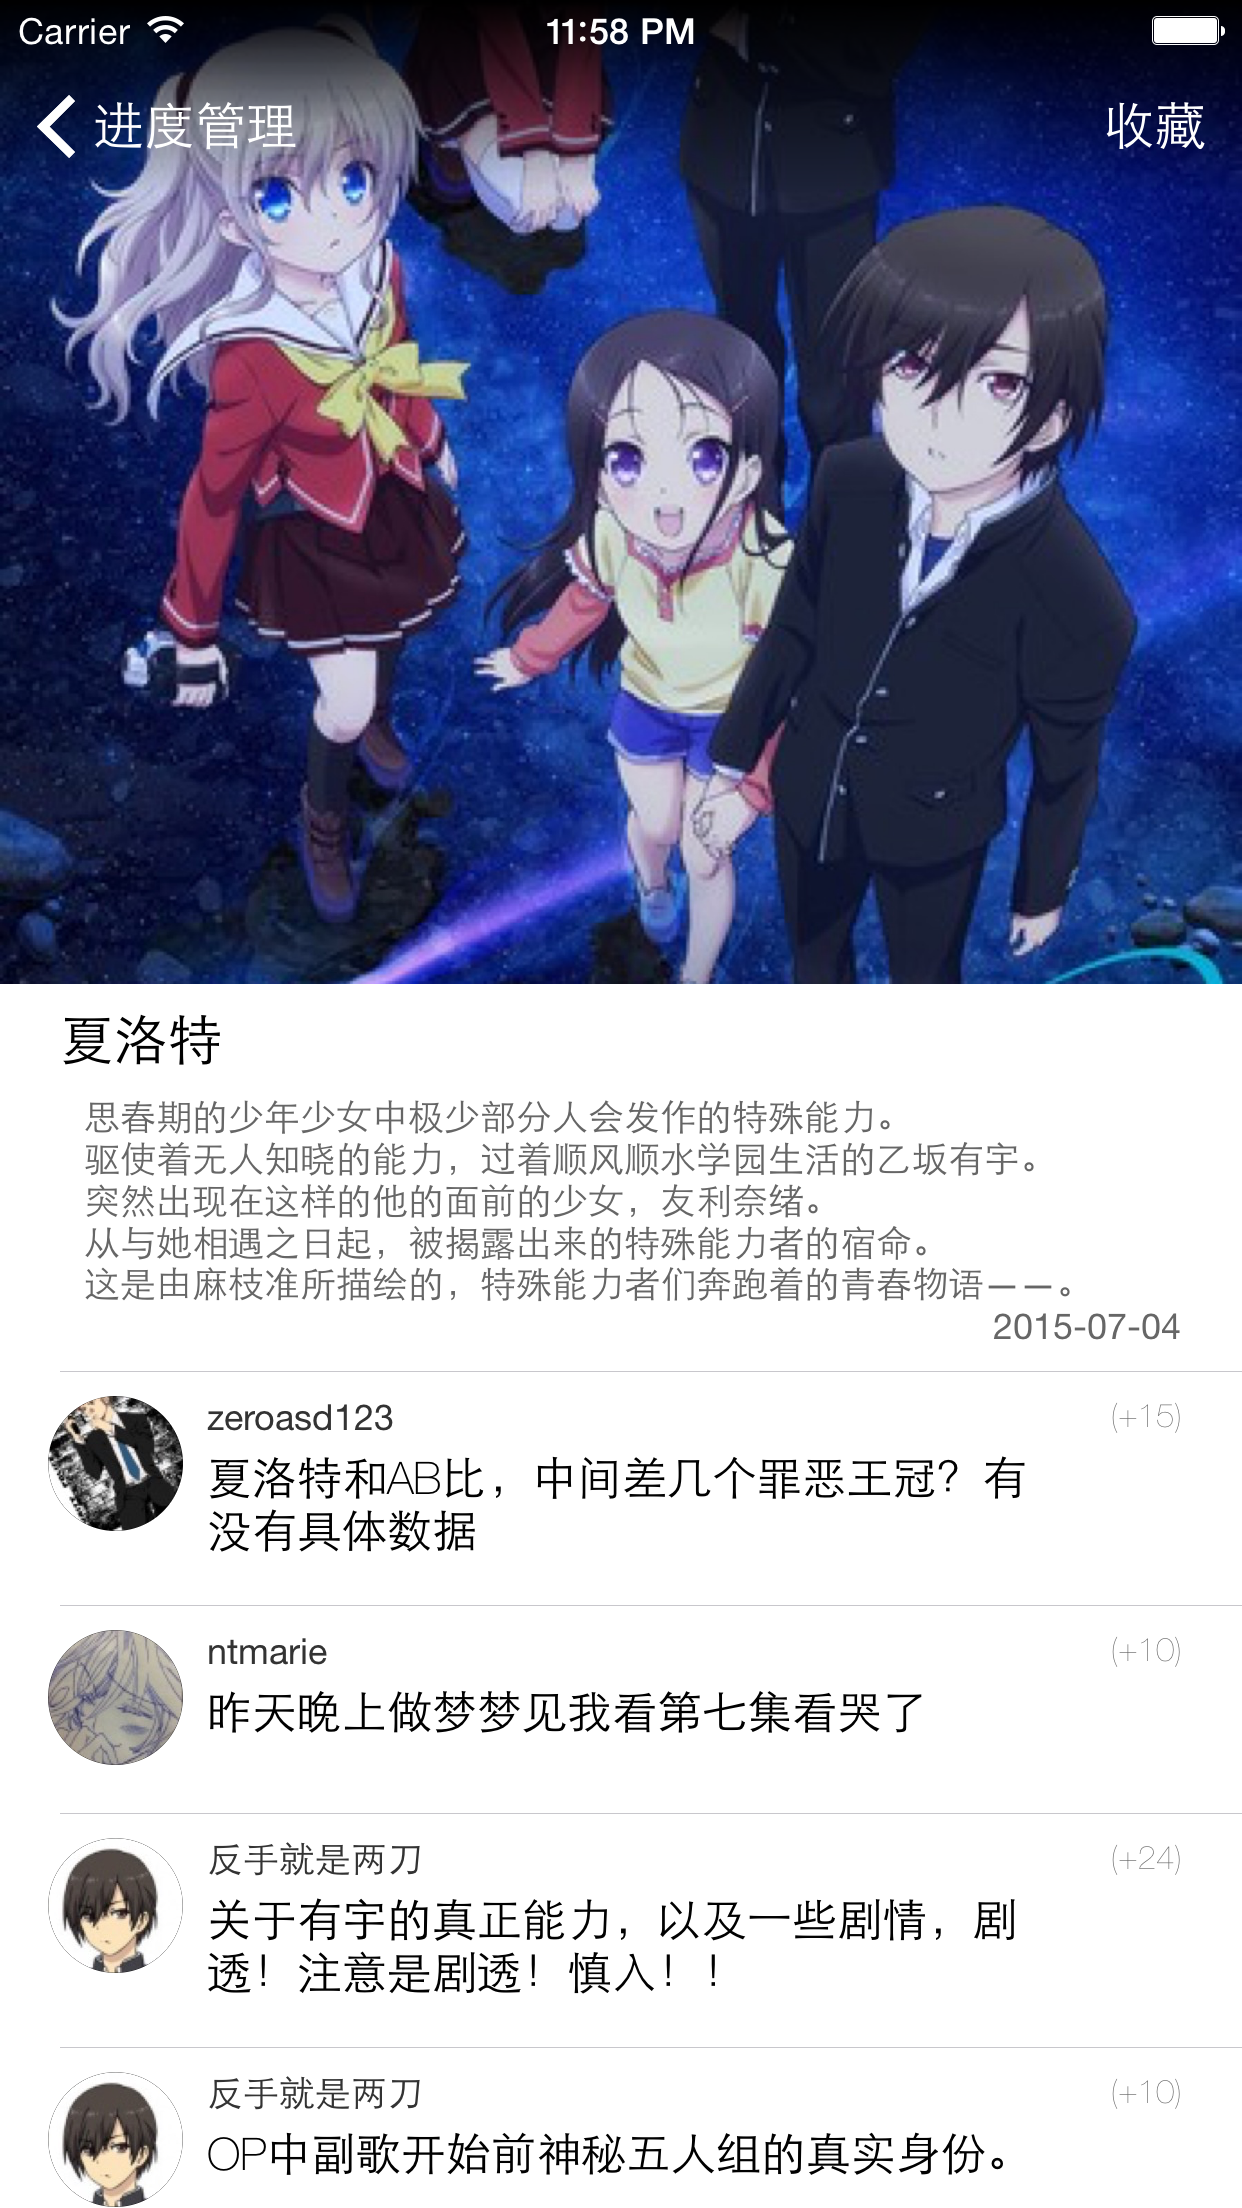 Carrier 11:58 PM
进度管理 收藏
夏洛特
思春期的少年少女中极少部分人会发作的特殊能力。
驱使着无人知晓的能力，过着顺风顺水学园生活的乙坂有宇。
突然出现在这样的他的面前的少女，友利奈绪。
从与她相遇之日起，被揭露出来的特殊能力者的宿命。
这是由麻枝准所描绘的，特殊能力者们奔跑着的青春物语——。
2015-07-04
zeroasd123 (+15)
夏洛特和AB比，中间差几个罪恶王冠？有
没有具体数据
ntmarie (+10)
昨天晚上做梦梦见我看第七集看哭了
反手就是两刀 (+24)
关于有宇的真正能力，以及一些剧情，剧
透！注意是剧透！慎入！！
反手就是两刀 (+10)
OP中副歌开始前神秘五人组的真实身份。